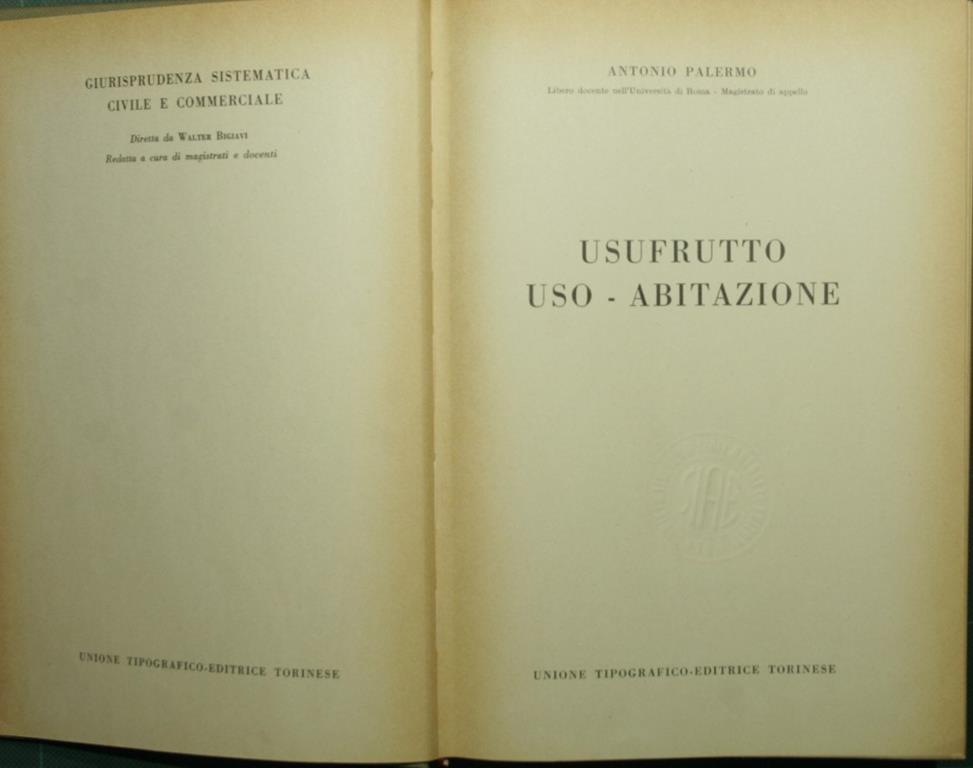 GIURISPRUDENZA SISTEMATICA
CIVILE E COMMERCIALE
Diretta da WALTER BIGIAVI
Redatta a cura di magistrati e docenti
UNIONE TIPOGRAFICO-EDITRICE TORINESE
ANTONIO PALERMO
Libero docente nell'Università di Roma - Magistrato di appello
USUFRUTTO
USO - ABITAZIONE
UNIONE TIPOGRAFICO-EDITRICE TORINESE